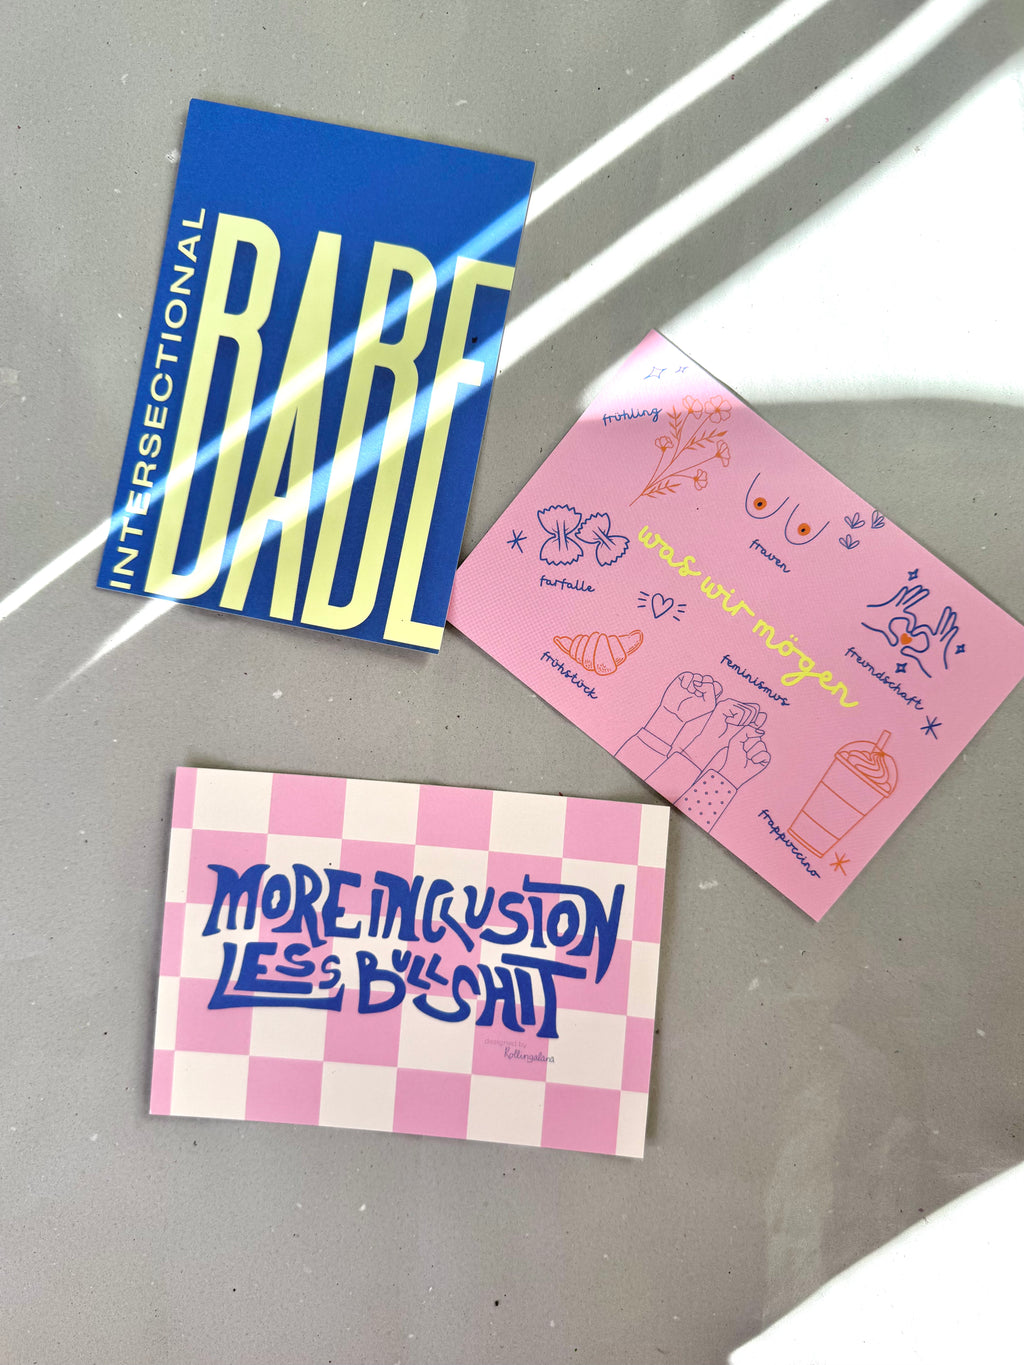 INTERSECTIONAL
BABE
frühling
frauen
farfalle
was wir mögen
freundschaft
frühstück
feminismus
frappuccino
MORE INCLUSION
LESS BULLSHIT
designed by
Rollingalana